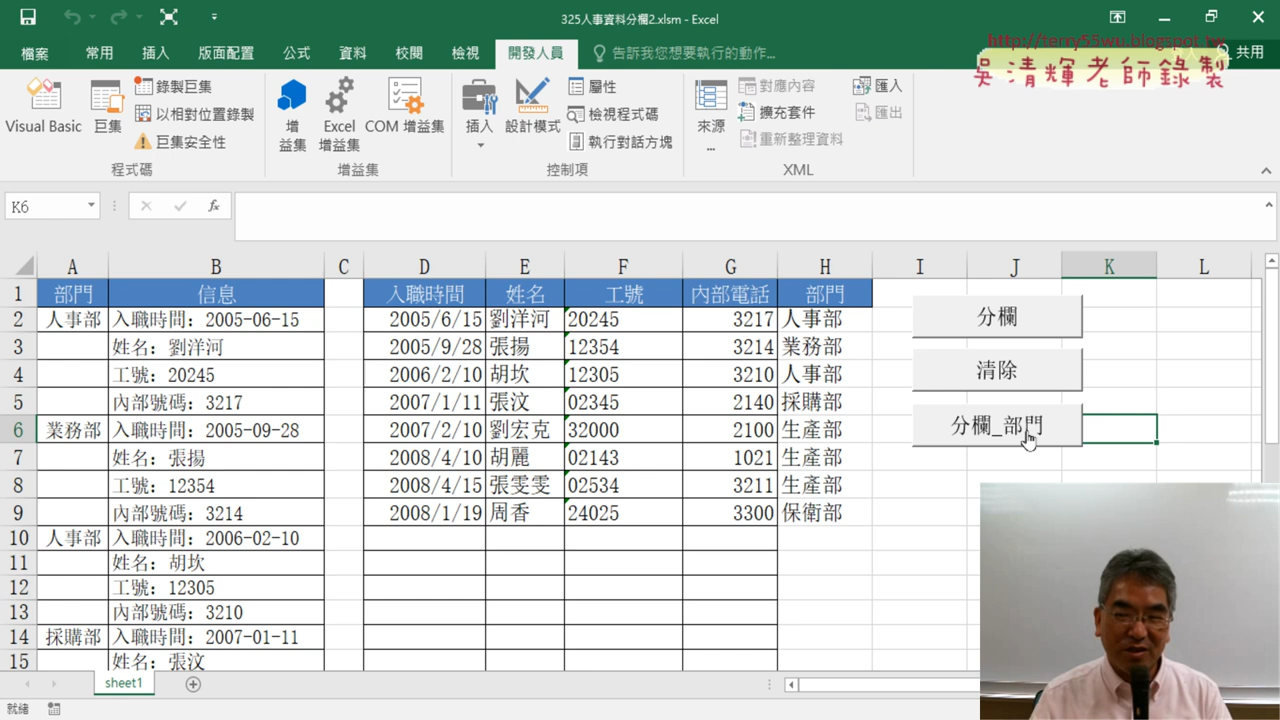 325人事資料分欄2.xlsm - Excel
http://terry55wu.blogspot.tw
吳清輝老師錄製
檔案 常用 插入 版面配置 公式 資料 校閱 檢視 開發人員 告訴我您想要執行的動作... 共用
Visual Basic 巨集 錄製巨集 以相對位置錄製 巨集安全性
程式碼
增益集 Excel 增益集 COM 增益集
增益集
插入 設計模式 屬性 檢視程式碼 執行對話方塊
控制項
來源... 對應內容 擴充套件 重新整理資料 匯入 匯出
XML
K6 fx
A B C D E F G H I J K L
1 部門 信息 入職時間 姓名 工號 內部電話 部門
2 人事部 入職時間：2005-06-15 2005/6/15 劉洋河 20245 3217 人事部
分欄
3 姓名：劉洋河 2005/9/28 張揚 12354 3214 業務部
4 工號：20245 2006/2/10 胡坎 12305 3210 人事部
清除
5 內部號碼：3217 2007/1/11 張汶 02345 2140 採購部
6 業務部 入職時間：2005-09-28 2007/2/10 劉宏克 32000 2100 生產部
分欄_部門
7 姓名：張揚 2008/4/10 胡麗 02143 1021 生產部
8 工號：12354 2008/4/15 張雯雯 02534 3211 生產部
9 內部號碼：3214 2008/1/19 周香 24025 3300 保衛部
10 人事部 入職時間：2006-02-10
11 姓名：胡坎
12 工號：12305
13 內部號碼：3210
14 採購部 入職時間：2007-01-11
15 姓名：張汶
sheet1
就緒